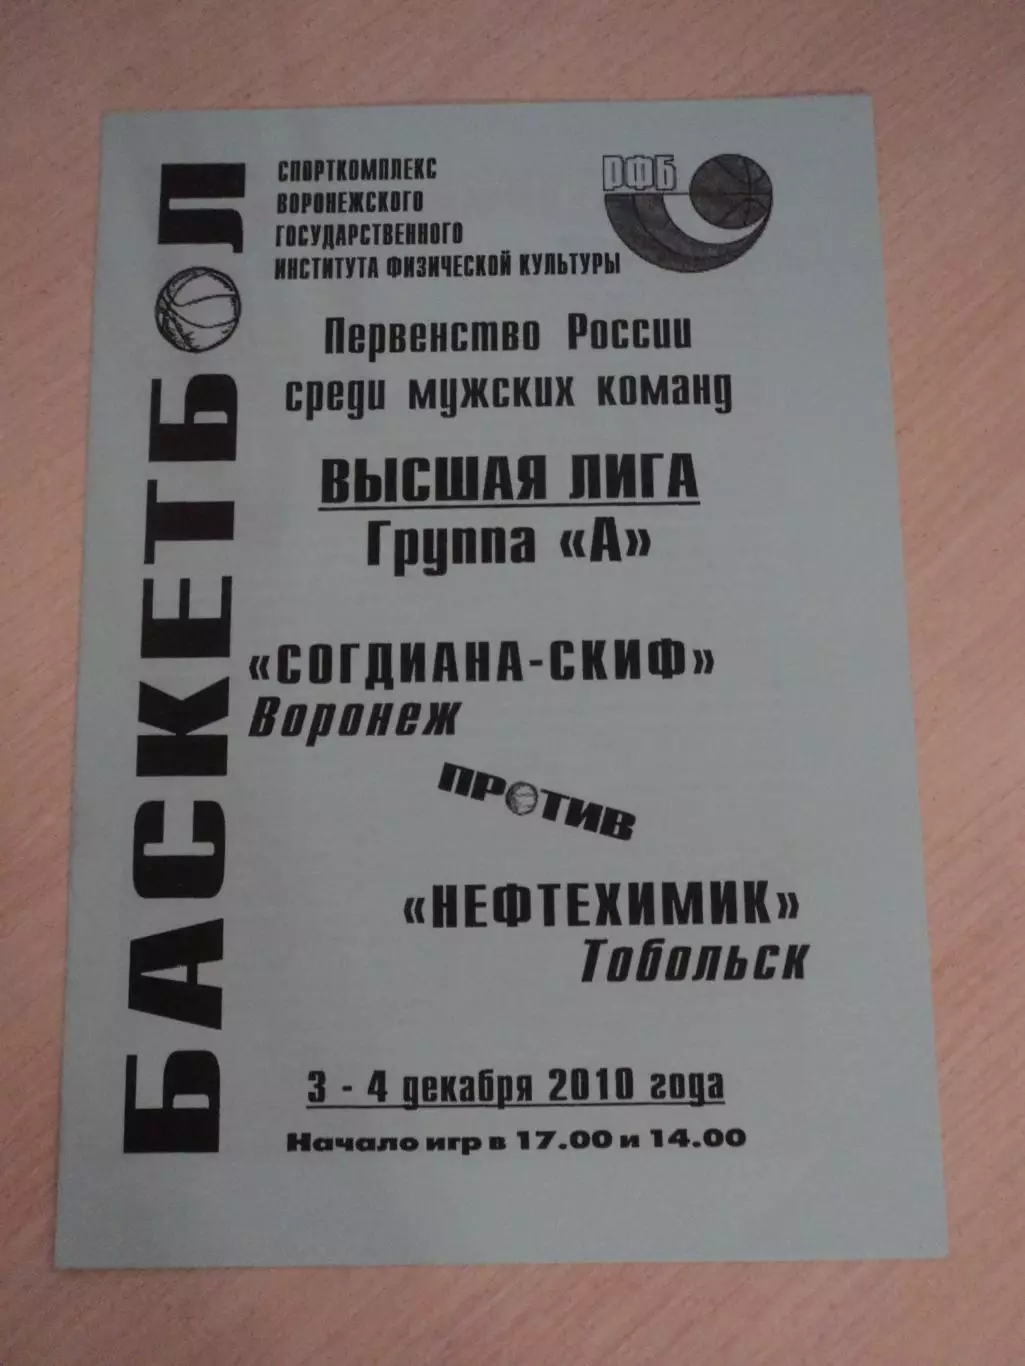 БАСКЕТБОЛ
СПОРТКОМПЛЕКС
ВОРОНЕЖСКОГО
ГОСУДАРСТВЕННОГО
ИНСТИТУТА ФИЗИЧЕСКОЙ КУЛЬТУРЫ
РФБ
Первенство России
среди мужских команд
ВЫСШАЯ ЛИГА
Группа «А»
«СОГДИАНА-СКИФ»
Воронеж
ПРОТИВ
«НЕФТЕХИМИК»
Тобольск
3 - 4 декабря 2010 года
Начало игр в 17.00 и 14.00